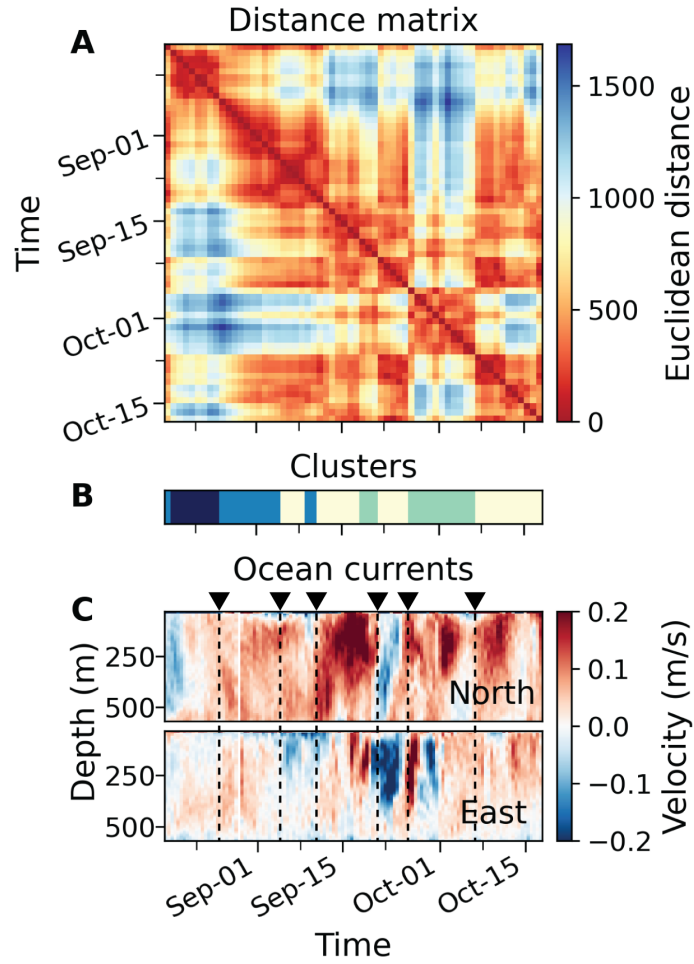 A
Distance matrix
Time
Sep-01
Sep-15
Oct-01
Oct-15
1500
1000
500
0
Euclidean distance
B
Clusters
C
Ocean currents
Depth (m)
250
500
North
250
500
East
0.2
0.1
0.0
−0.1
−0.2
Velocity (m/s)
Sep-01
Sep-15
Oct-01
Oct-15
Time